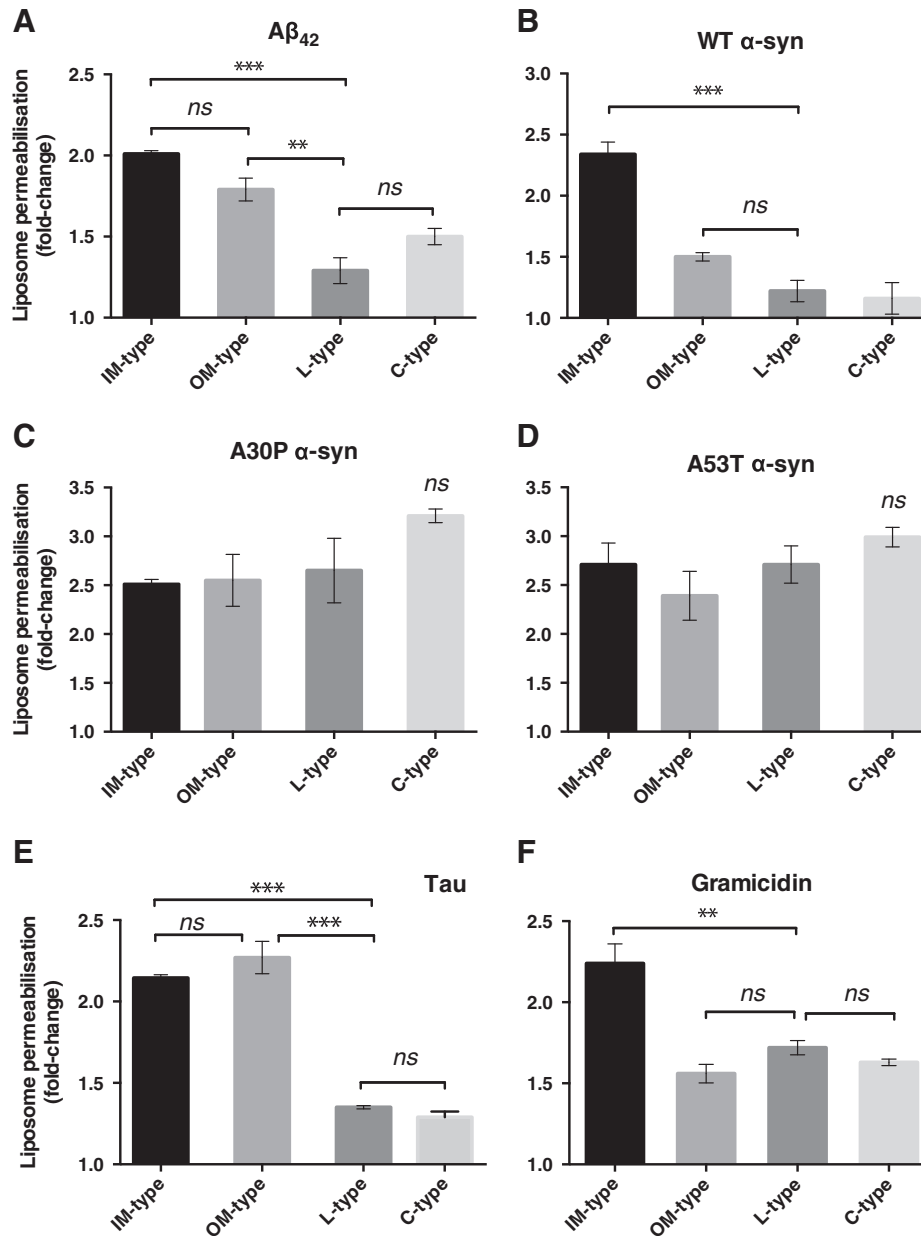 A
Aβ42
Liposome permeabilisation
(fold-change)
2.5
2.0
1.5
1.0
***
ns
**
ns
IM-type
OM-type
L-type
C-type
B
WT α-syn
3.0
2.5
2.0
1.5
1.0
***
ns
IM-type
OM-type
L-type
C-type
C
A30P α-syn
Liposome permeabilisation
(fold-change)
3.5
3.0
2.5
2.0
1.5
1.0
ns
IM-type
OM-type
L-type
C-type
D
A53T α-syn
3.5
3.0
2.5
2.0
1.5
1.0
ns
IM-type
OM-type
L-type
C-type
E
Tau
Liposome permeabilisation
(fold-change)
2.5
2.0
1.5
1.0
***
ns
***
ns
IM-type
OM-type
L-type
C-type
F
Gramicidin
2.5
2.0
1.5
1.0
**
ns
ns
IM-type
OM-type
L-type
C-type